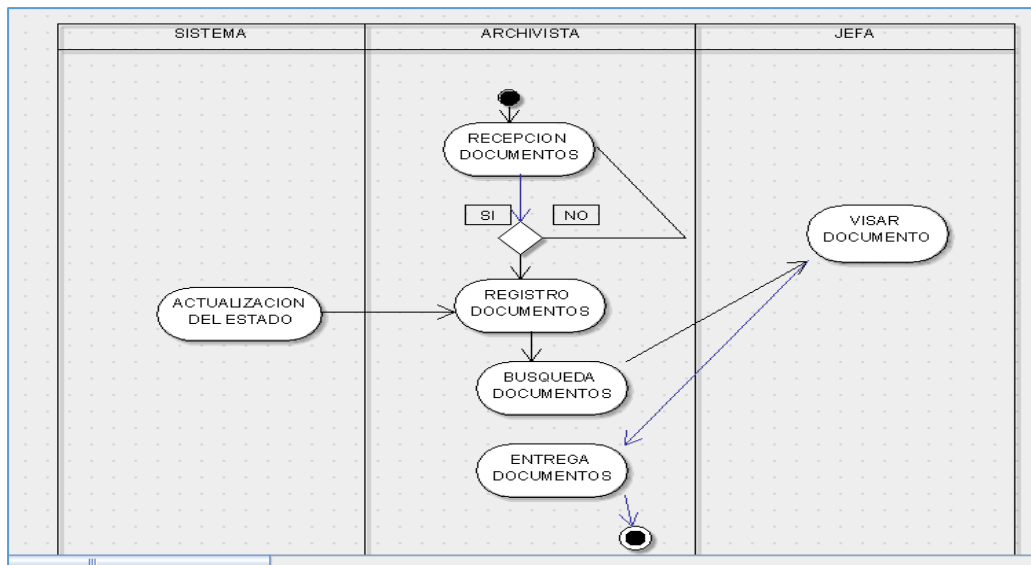 SISTEMA
ARCHIVISTA
JEFA
RECEPCION
DOCUMENTOS
SI
NO
VISAR
DOCUMENTO
ACTUALIZACION
DEL ESTADO
REGISTRO
DOCUMENTOS
BUSQUEDA
DOCUMENTOS
ENTREGA
DOCUMENTOS